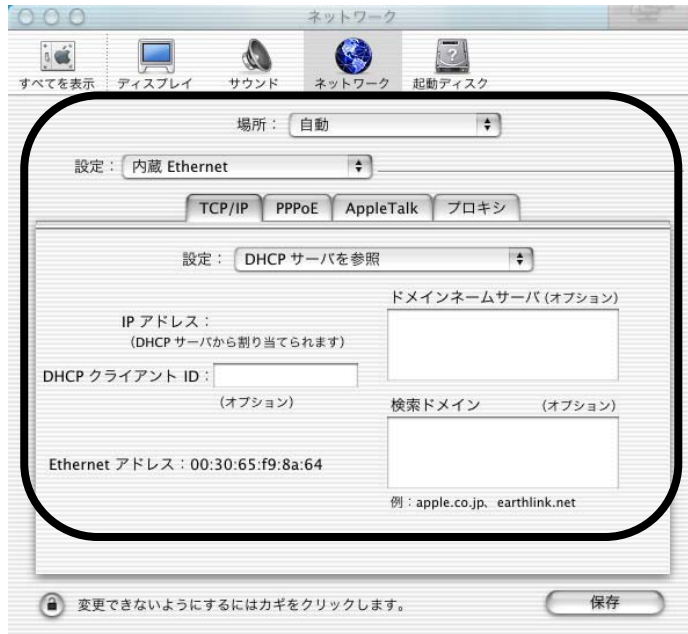 ネットワーク
すべてを表示 ディスプレイ サウンド ネットワーク 起動ディスク
場所： 自動
設定： 内蔵 Ethernet
TCP/IP PPPoE AppleTalk プロキシ
設定： DHCP サーバを参照
ドメインネームサーバ (オプション)
IP アドレス：
(DHCP サーバから割り当てられます)
DHCP クライアント ID：
(オプション)
検索ドメイン (オプション)
Ethernet アドレス：00:30:65:f9:8a:64
例：apple.co.jp、earthlink.net
変更できないようにするにはカギをクリックします。
保存